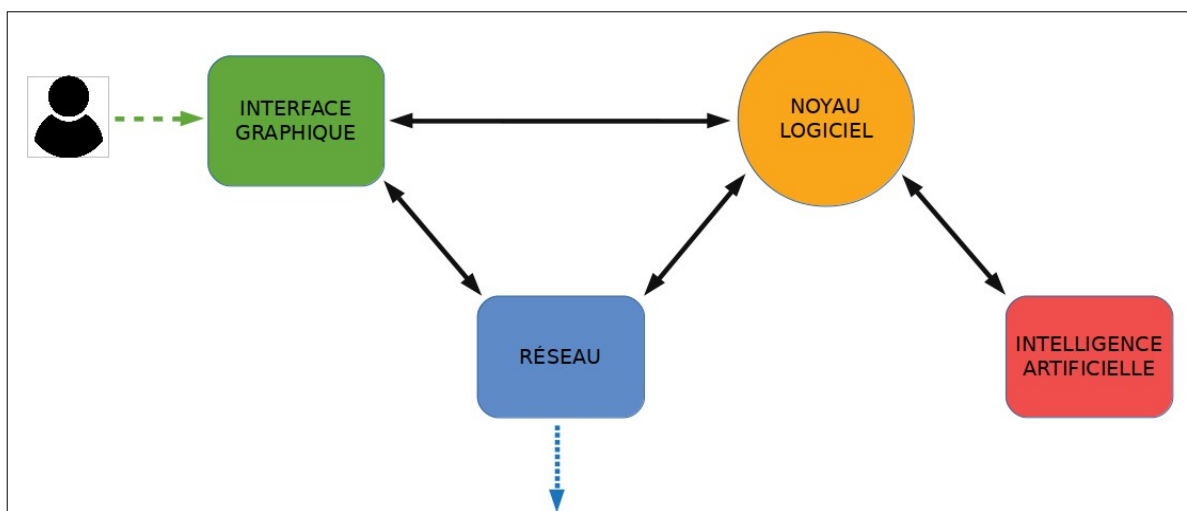 INTERFACE
GRAPHIQUE
NOYAU
LOGICIEL
RÉSEAU
INTELLIGENCE
ARTIFICIELLE